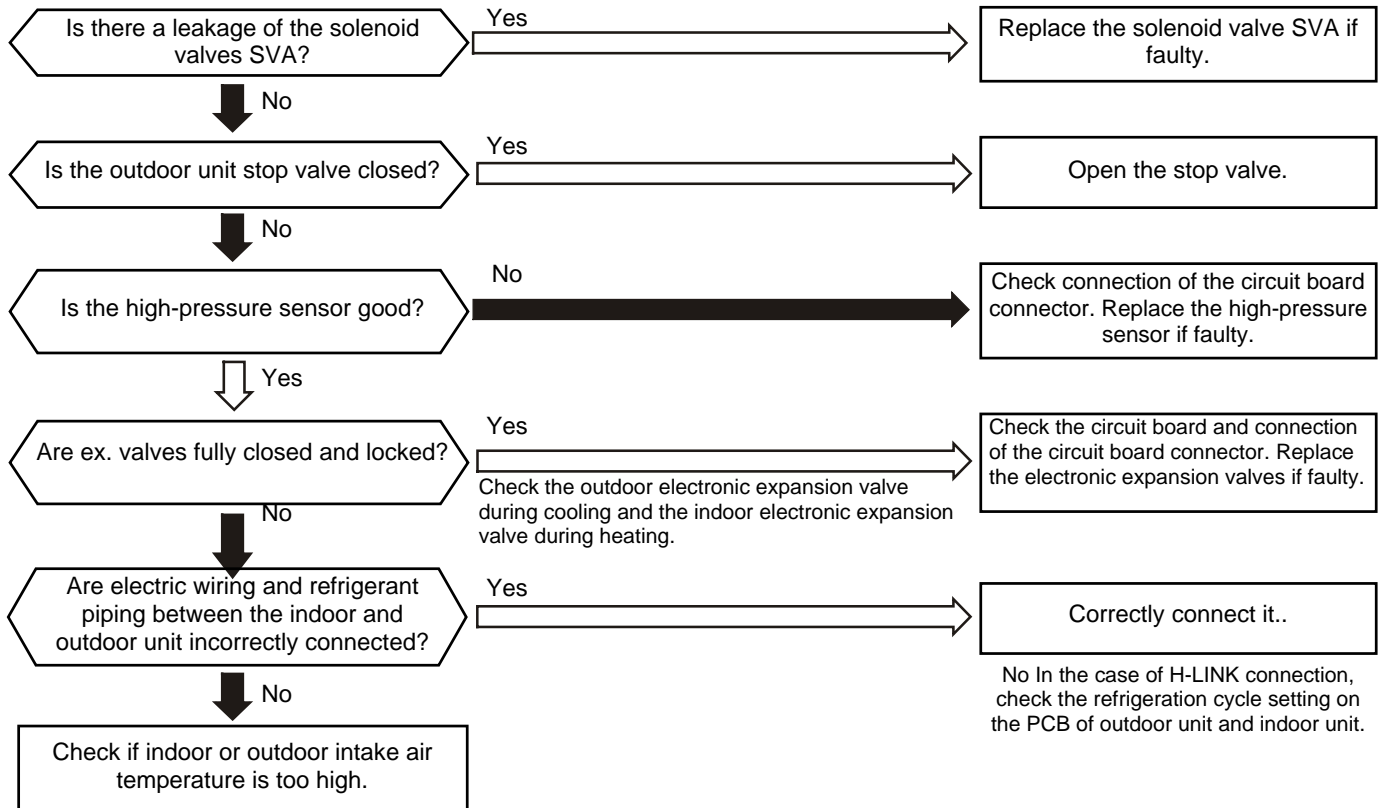 Is there a leakage of the solenoid
valves SVA?
Yes
Replace the solenoid valve SVA if
faulty.
No
Is the outdoor unit stop valve closed?
Yes
Open the stop valve.
No
Is the high-pressure sensor good?
No
Check connection of the circuit board
connector. Replace the high-pressure
sensor if faulty.
Yes
Are ex. valves fully closed and locked?
Yes
Check the outdoor electronic expansion valve
during cooling and the indoor electronic expansion
valve during heating.
Check the circuit board and connection
of the circuit board connector. Replace
the electronic expansion valves if faulty.
No
Are electric wiring and refrigerant
piping between the indoor and
outdoor unit incorrectly connected?
Yes
Correctly connect it..
No In the case of H-LINK connection,
check the refrigeration cycle setting on
the PCB of outdoor unit and indoor unit.
No
Check if indoor or outdoor intake air
temperature is too high.